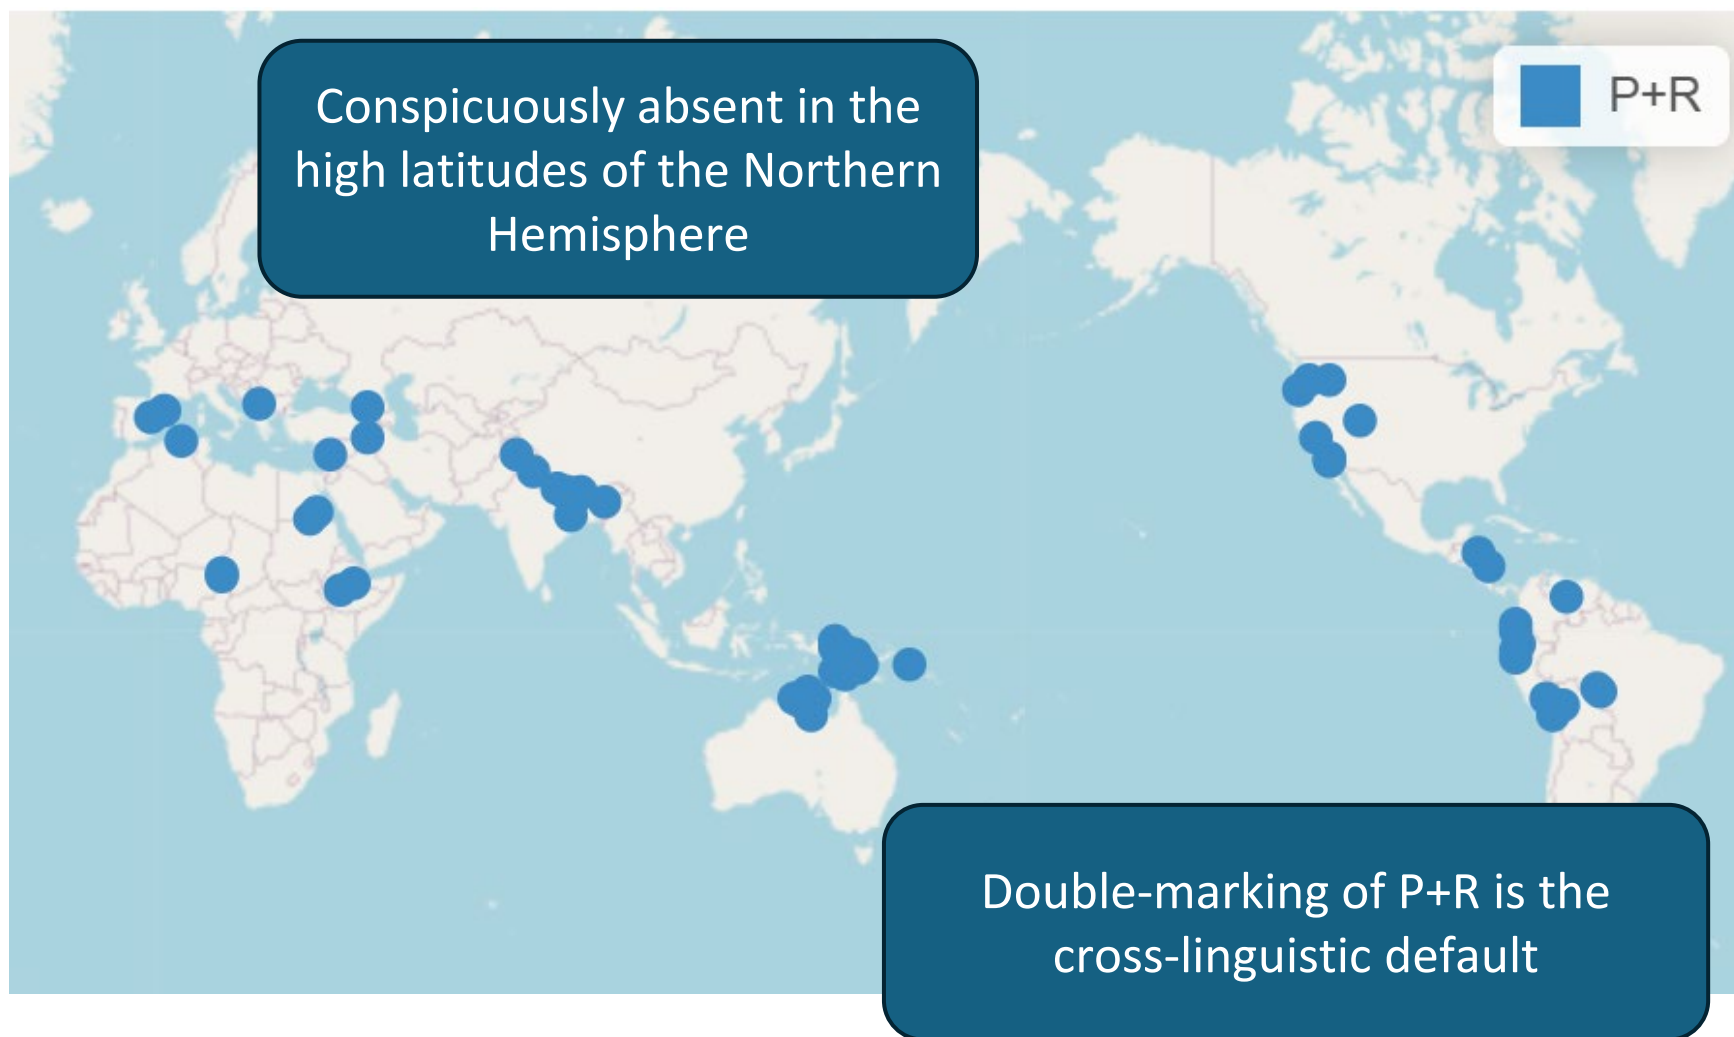 Conspicuously absent in the
high latitudes of the Northern
Hemisphere
P+R
Double-marking of P+R is the
cross-linguistic default